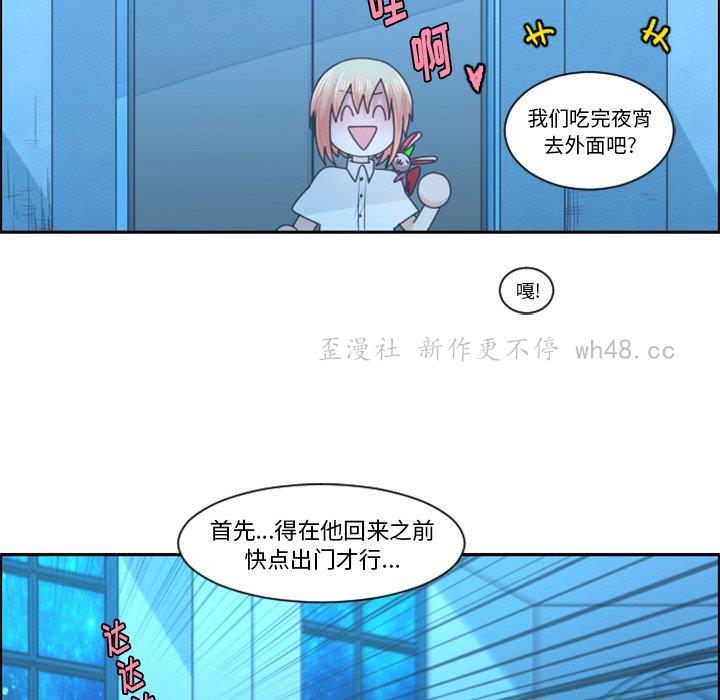 哇
啊
我们吃完夜宵
去外面吧?
嘎!
歪漫社 新作更不停 wh48.cc
首先...得在他回来之前
快点出门才行...
达
达